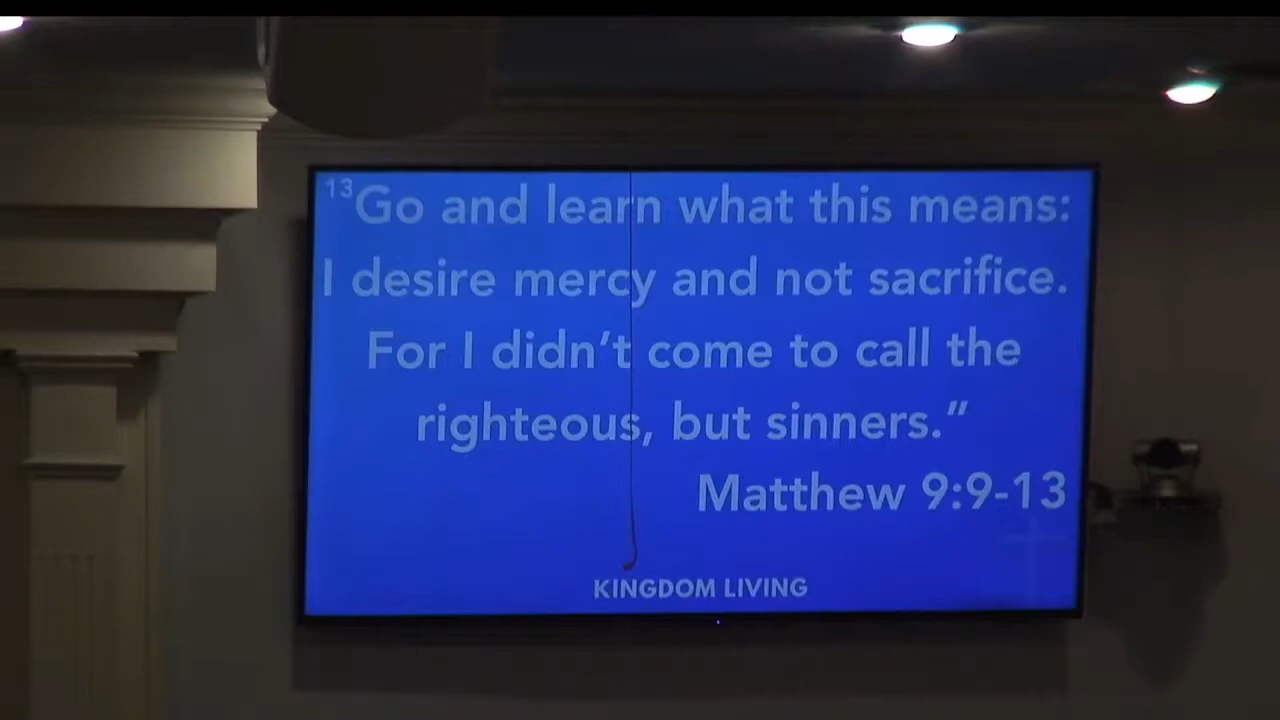 13Go and learn what this means:
I desire mercy and not sacrifice.
For I didn’t come to call the
righteous, but sinners.”
Matthew 9:9-13
KINGDOM LIVING